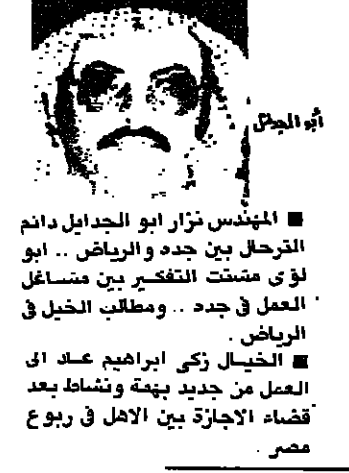 أبو الجدايل
■ المهندس نزار ابو الجدايل دائم
الترحال بين جده والرياض .. ابو
لؤى مشتت التفكير بين مشاغل
العمل في جده .. ومطالب الخيل في
الرياض .
■ الخيال زكى ابراهيم عاد الى
العمل من جديد بهمة ونشاط بعد
قضاء الاجازة بين الاهل في ربوع
مصر .